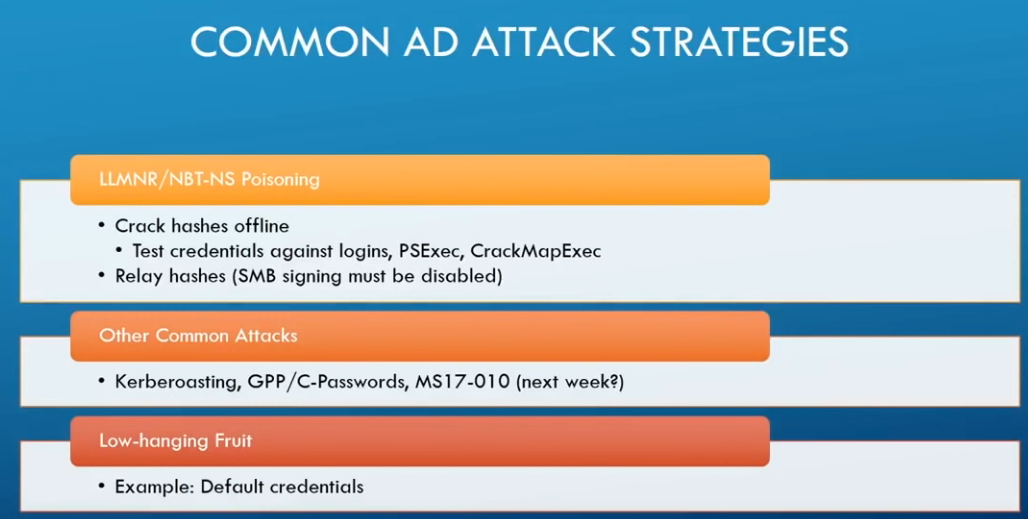 COMMON AD ATTACK STRATEGIES
LLMNR/NBT-NS Poisoning
• Crack hashes offline
• Test credentials against logins, PSExec, CrackMapExec
• Relay hashes (SMB signing must be disabled)
Other Common Attacks
• Kerberoasting, GPP/C-Passwords, MS17-010 (next week?)
Low-hanging Fruit
• Example: Default credentials